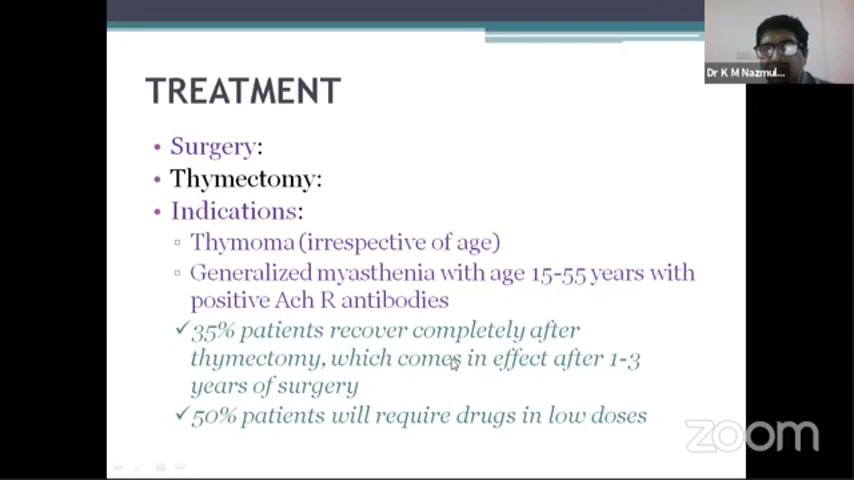 Dr K M Nazmul...
TREATMENT
• Surgery:
• Thymectomy:
• Indications:
▫ Thymoma (irrespective of age)
▫ Generalized myasthenia with age 15-55 years with
positive Ach R antibodies
✓35% patients recover completely after
thymectomy, which comes in effect after 1-3
years of surgery
✓50% patients will require drugs in low doses
zoom